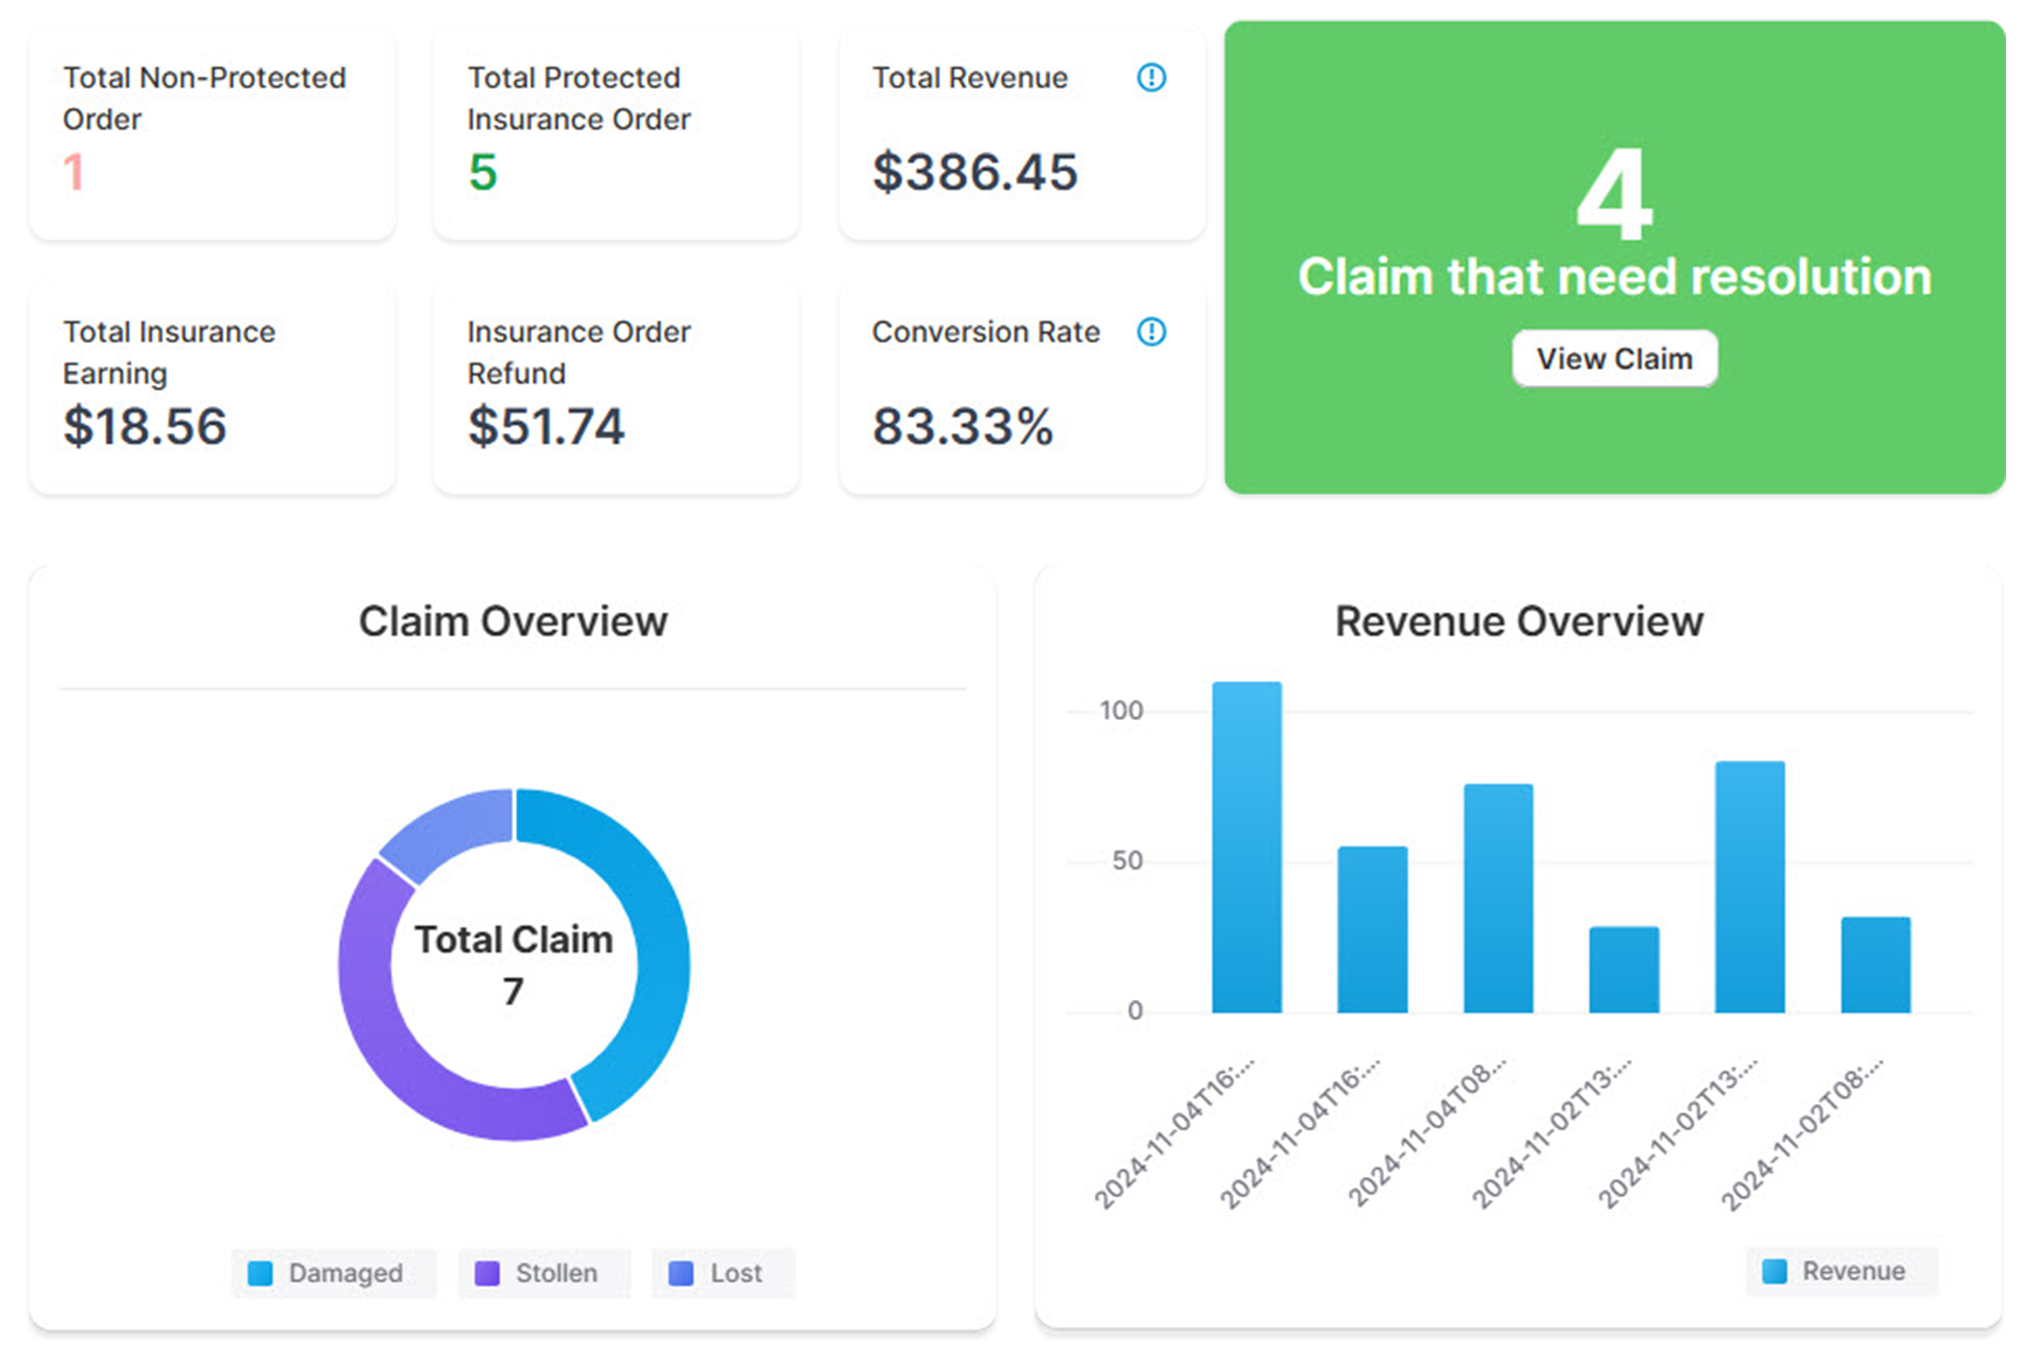 Total Non-Protected
Order
1
Total Protected
Insurance Order
5
Total Revenue
$386.45
Total Insurance
Earning
$18.56
Insurance Order
Refund
$51.74
Conversion Rate
83.33%
4
Claim that need resolution
View Claim
Claim Overview
Total Claim
7
Damaged
Stollen
Lost
Revenue Overview
100
50
0
2024-11-04T16:...
2024-11-04T16:...
2024-11-04T08...
2024-11-02T13:...
2024-11-02T13:...
2024-11-02T08:...
Revenue